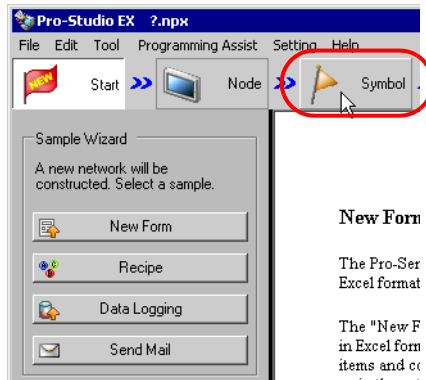 Pro-Studio EX ?.npx
File Edit Tool Programming Assist Setting Help
NEW Start Node Symbol
Sample Wizard
A new network will be
constructed. Select a sample.
New Form
Recipe
Data Logging
Send Mail
New Form
The Pro-Ser
Excel format
The "New F
in Excel form
items and co